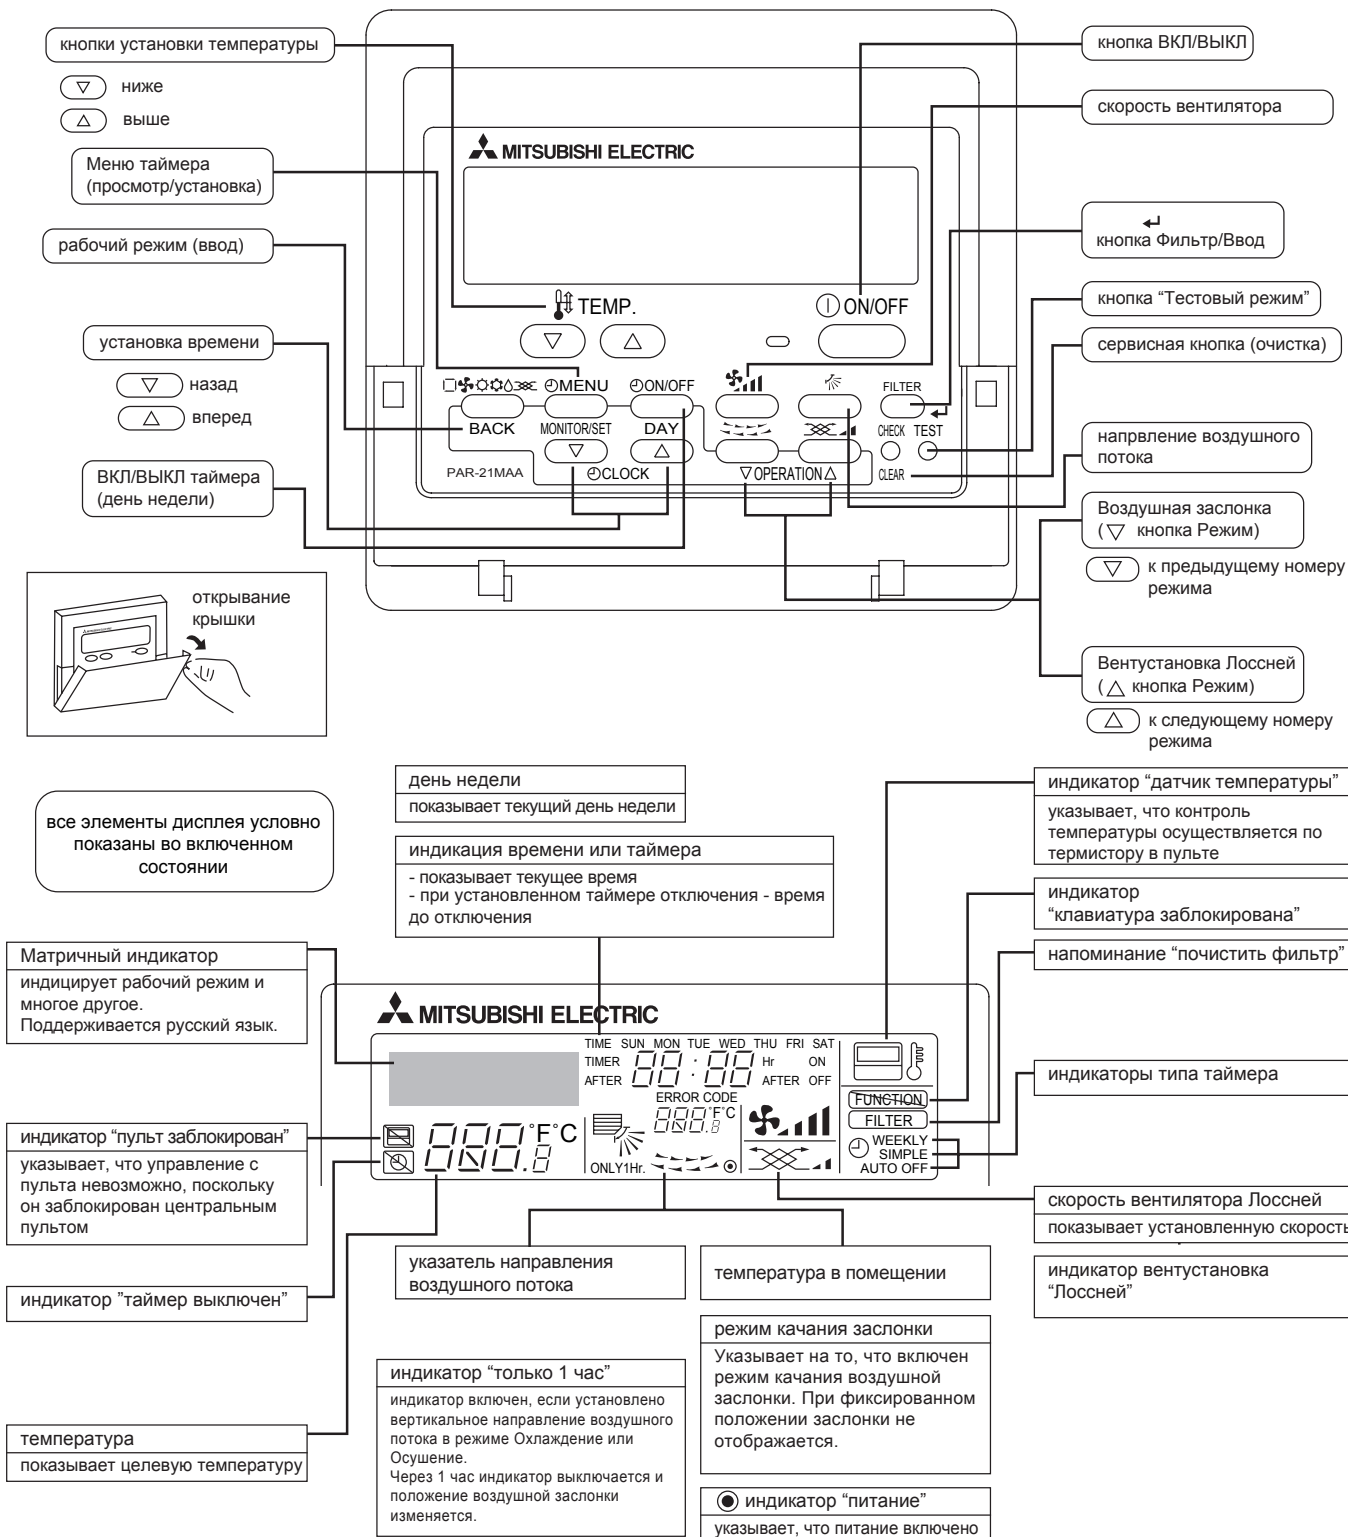 кнопки установки температуры
ниже
выше
Меню таймера
(просмотр/установка)
рабочий режим (ввод)
установка времени
назад
вперед
ВКЛ/ВЫКЛ таймера
(день недели)
открывание
крышки
MITSUBISHI ELECTRIC
TEMP.
ON/OFF
MENU
ON/OFF
FILTER
BACK
MONITOR/SET
DAY
CHECK TEST
PAR-21MAA
CLOCK
▽ OPERATION △
CLEAR
кнопка ВКЛ/ВЫКЛ
скорость вентилятора
кнопка Фильтр/Ввод
кнопка “Тестовый режим”
сервисная кнопка (очистка)
напрвление воздушного
потока
Воздушная заслонка
(▽ кнопка Режим)
к предыдущему номеру
режима
Вентустановка Лоссней
(△ кнопка Режим)
к следующему номеру
режима
все элементы дисплея условно
показаны во включенном
состоянии
день недели
показывает текущий день недели
индикация времени или таймера
- показывает текущее время
- при установленном таймере отключения - время
до отключения
индикатор “датчик температуры”
указывает, что контроль
температуры осуществляется по
термистору в пульте
индикатор
“клавиатура заблокирована”
напоминание “почистить фильтр”
индикаторы типа таймера
скорость вентилятора Лоссней
показывает установленную скорость
индикатор вентустановка
“Лоссней”
Матричный индикатор
индицирует рабочий режим и
многое другое.
Поддерживается русский язык.
индикатор “пульт заблокирован”
указывает, что управление с
пульта невозможно, поскольку
он заблокирован центральным
пультом
индикатор ”таймер выключен”
температура
показывает целевую температуру
MITSUBISHI ELECTRIC
TIME SUN MON TUE WED THU FRI SAT
TIMER 88:88 Hr ON
AFTER AFTER OFF
ERROR CODE
888.8 °F°C
888.8 °F°C
ONLY1Hr.
FUNCTION
FILTER
WEEKLY
SIMPLE
AUTO OFF
указатель направления
воздушного потока
температура в помещении
индикатор “только 1 час”
индикатор включен, если установлено
вертикальное направление воздушного
потока в режиме Охлаждение или
Осушение.
Через 1 час индикатор выключается и
положение воздушной заслонки
изменяется.
режим качания заслонки
Указывает на то, что включен
режим качания воздушной
заслонки. При фиксированном
положении заслонки не
отображается.
индикатор “питание”
указывает, что питание включено